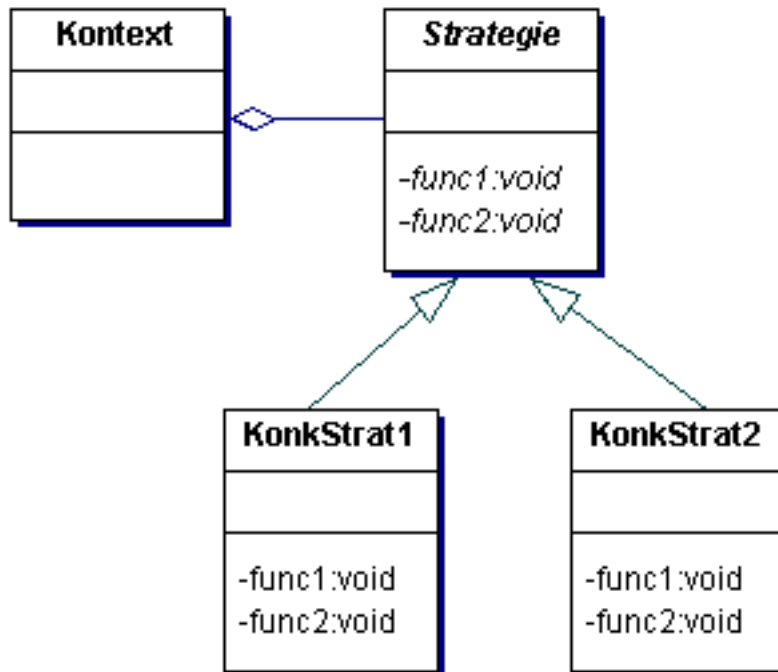 Kontext
Strategie
-func1:void
-func2:void
KonkStrat1
-func1:void
-func2:void
KonkStrat2
-func1:void
-func2:void